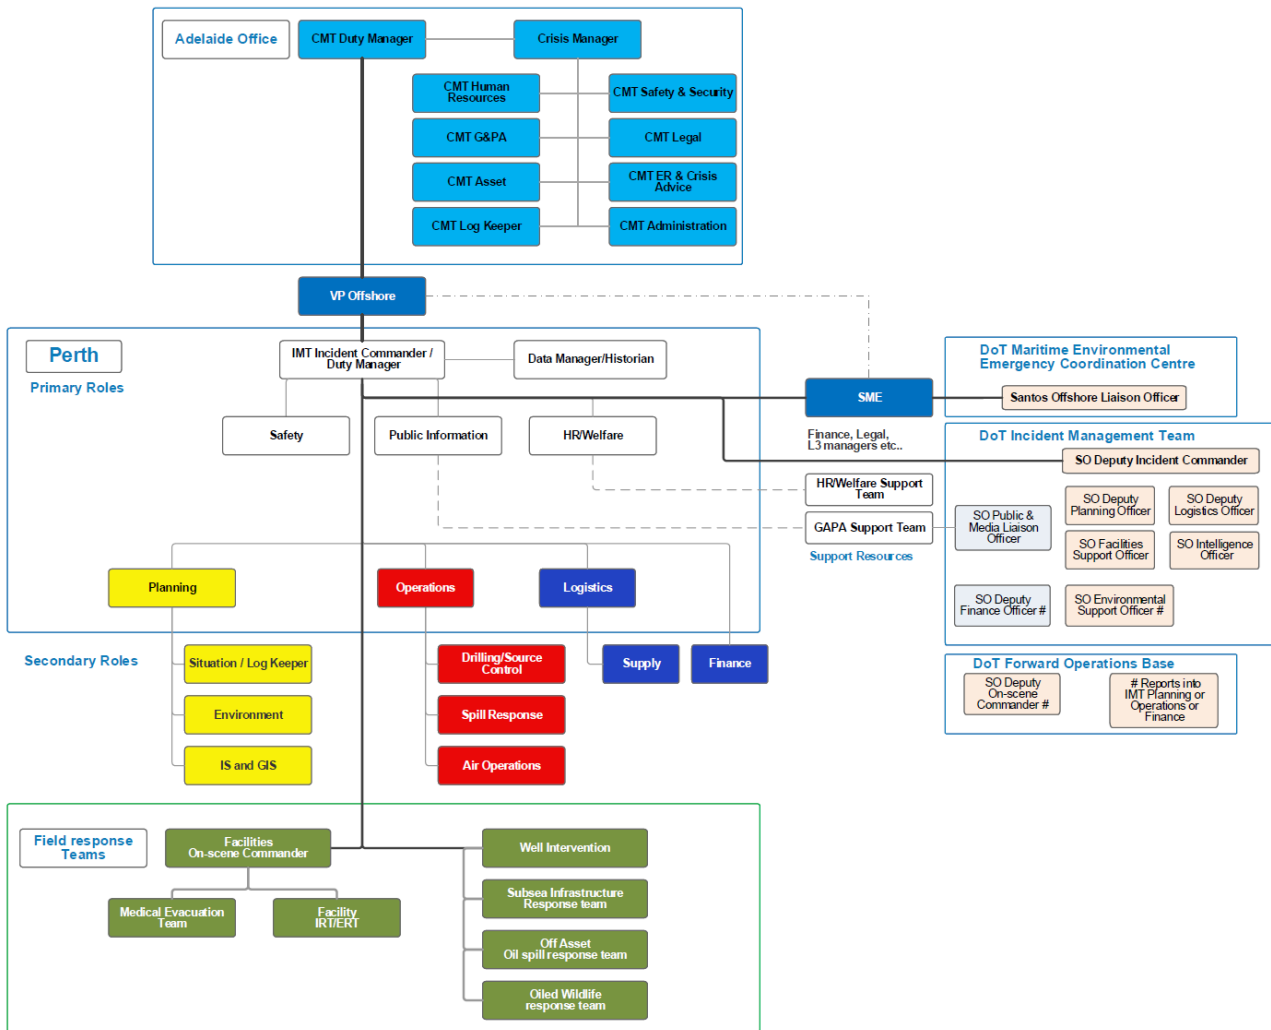 Adelaide Office
CMT Duty Manager
Crisis Manager
CMT Human
Resources
CMT Safety & Security
CMT G&PA
CMT Legal
CMT Asset
CMT ER & Crisis
Advice
CMT Log Keeper
CMT Administration
VP Offshore
Perth
Primary Roles
IMT Incident Commander /
Duty Manager
Data Manager/Historian
Safety
Public Information
HR/Welfare
SME
Finance, Legal,
L3 managers etc..
HR/Welfare Support
Team
GAPA Support Team
Support Resources
DoT Maritime Environmental
Emergency Coordination Centre
Santos Offshore Liaison Officer
DoT Incident Management Team
SO Deputy Incident Commander
SO Deputy
Planning Officer
SO Deputy
Logistics Officer
SO Public &
Media Liaison
Officer
SO Facilities
Support Officer
SO Intelligence
Officer
SO Deputy
Finance Officer #
SO Environmental
Support Officer #
DoT Forward Operations Base
SO Deputy
On-scene
Commander #
# Reports into
IMT Planning or
Operations or
Finance
Planning
Operations
Logistics
Secondary Roles
Situation / Log Keeper
Environment
IS and GIS
Drilling/Source
Control
Spill Response
Air Operations
Supply
Finance
Field response
Teams
Facilities
On-scene Commander
Medical Evacuation
Team
Facility
IRT/ERT
Well Intervention
Subsea Infrastructure
Response team
Off Asset
Oil spill response team
Oiled Wildlife
response team